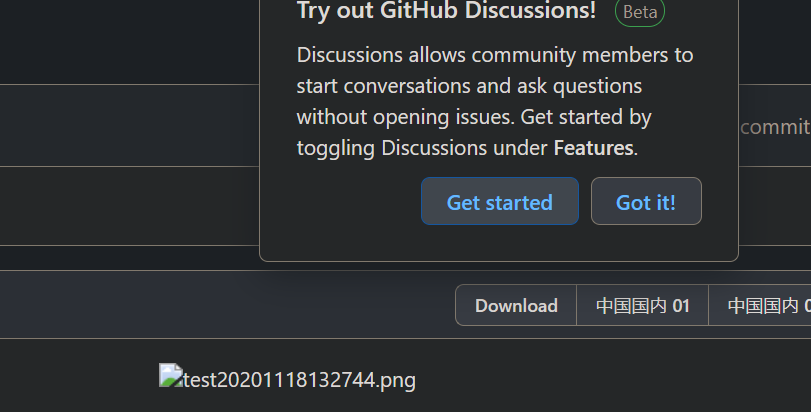 Try out GitHub Discussions! Beta
Discussions allows community members to
start conversations and ask questions
without opening issues. Get started by
toggling Discussions under Features.
commit
Get started Got it!
Download 中国国内 01 中国国内
test20201118132744.png